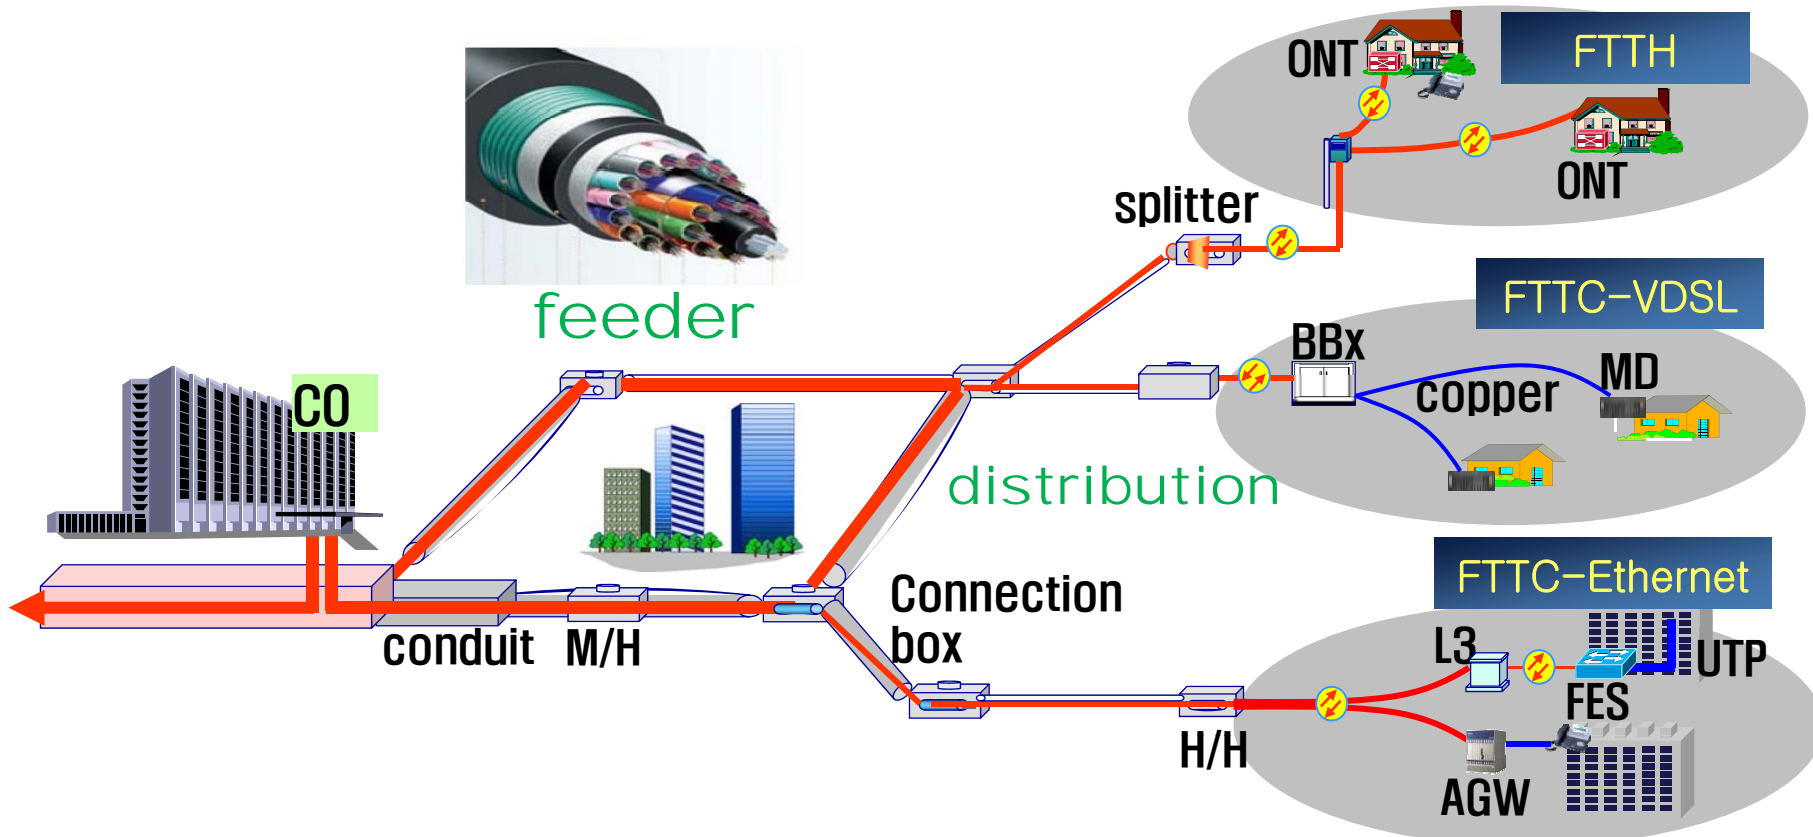 ONT
FTTH
ONT
splitter
feeder
FTTC-VDSL
BBx
MD
copper
CO
distribution
FTTC-Ethernet
Connection
box
conduit
M/H
L3
UTP
FES
H/H
AGW